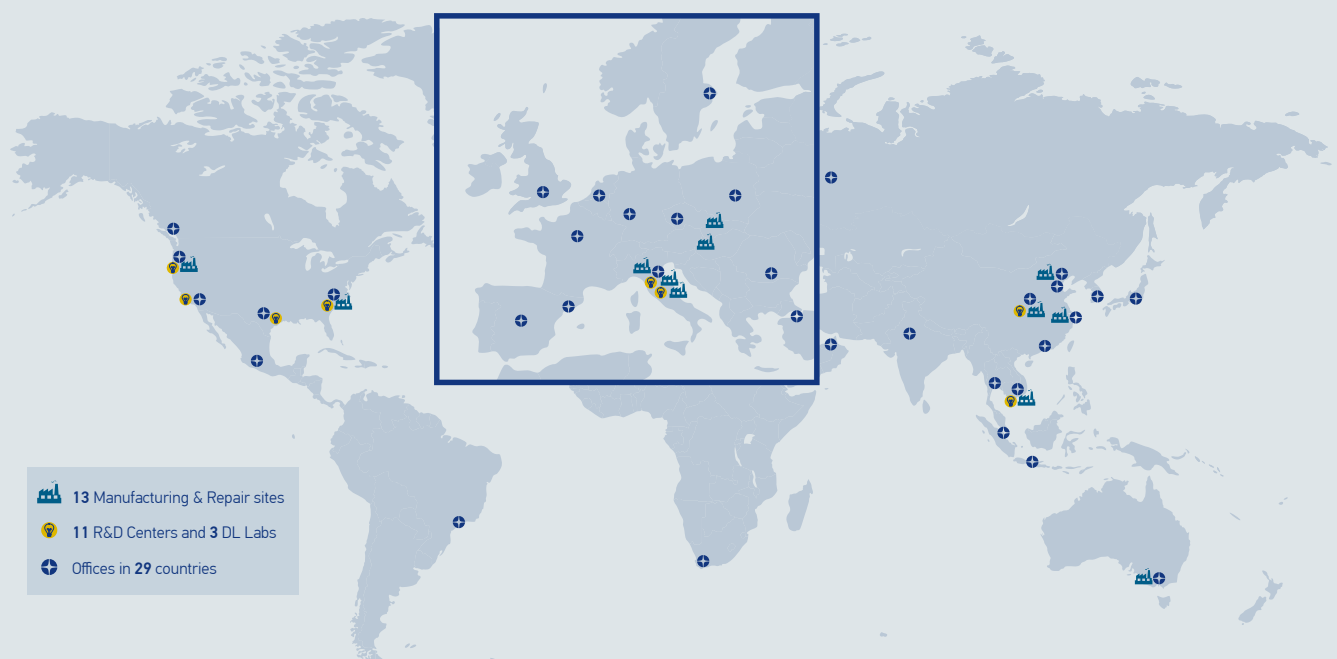 13 Manufacturing & Repair sites
11 R&D Centers and 3 DL Labs
Offices in 29 countries